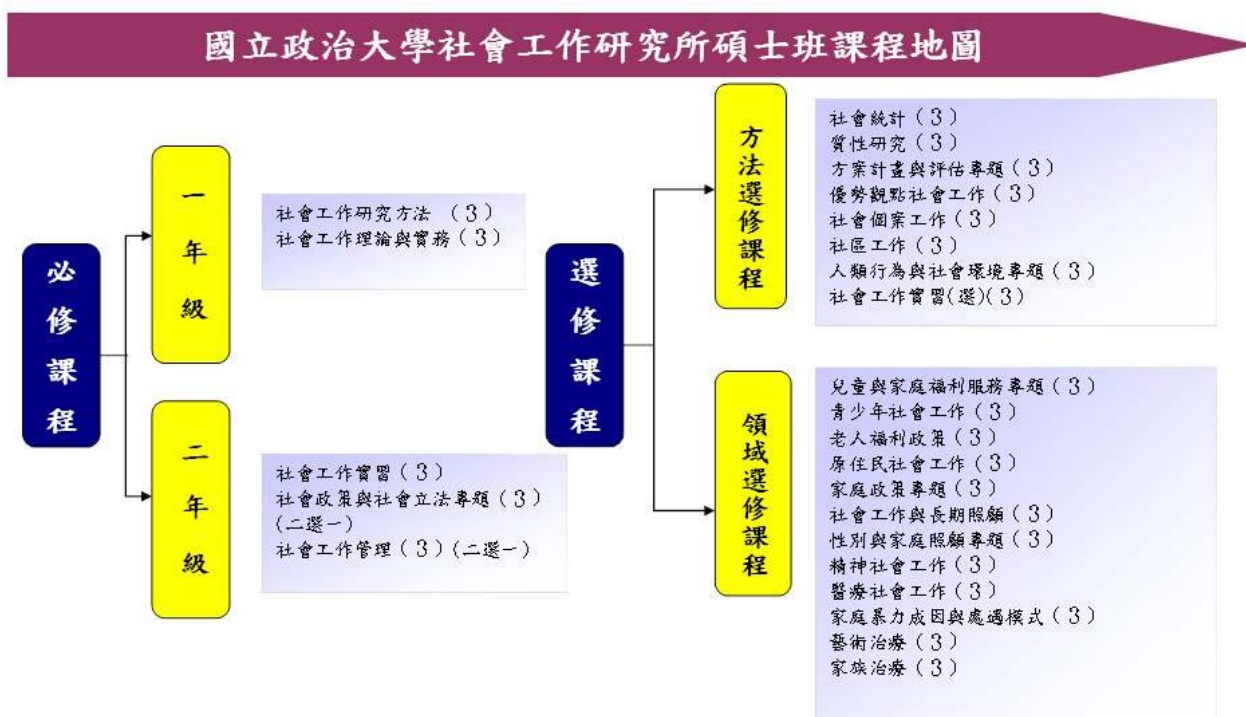 國立政治大學社會工作研究所碩士班課程地圖
必修課程
一年級
社會工作研究方法 (3)
社會工作理論與實務(3)
二年級
社會工作實習(3)
社會政策與社會立法專題(3)
(二選一)
社會工作管理(3)(二選一)
選修課程
方法選修課程
社會統計(3)
質性研究(3)
方案計畫與評估專題(3)
優勢觀點社會工作(3)
社會個案工作(3)
社區工作(3)
人類行為與社會環境專題(3)
社會工作實習(選)(3)
領域選修課程
兒童與家庭福利服務專題(3)
青少年社會工作(3)
老人福利政策(3)
原住民社會工作(3)
家庭政策專題(3)
社會工作與長期照顧(3)
性別與家庭照顧專題(3)
精神社會工作(3)
醫療社會工作(3)
家庭暴力成因與處遇模式(3)
藝術治療(3)
家族治療(3)